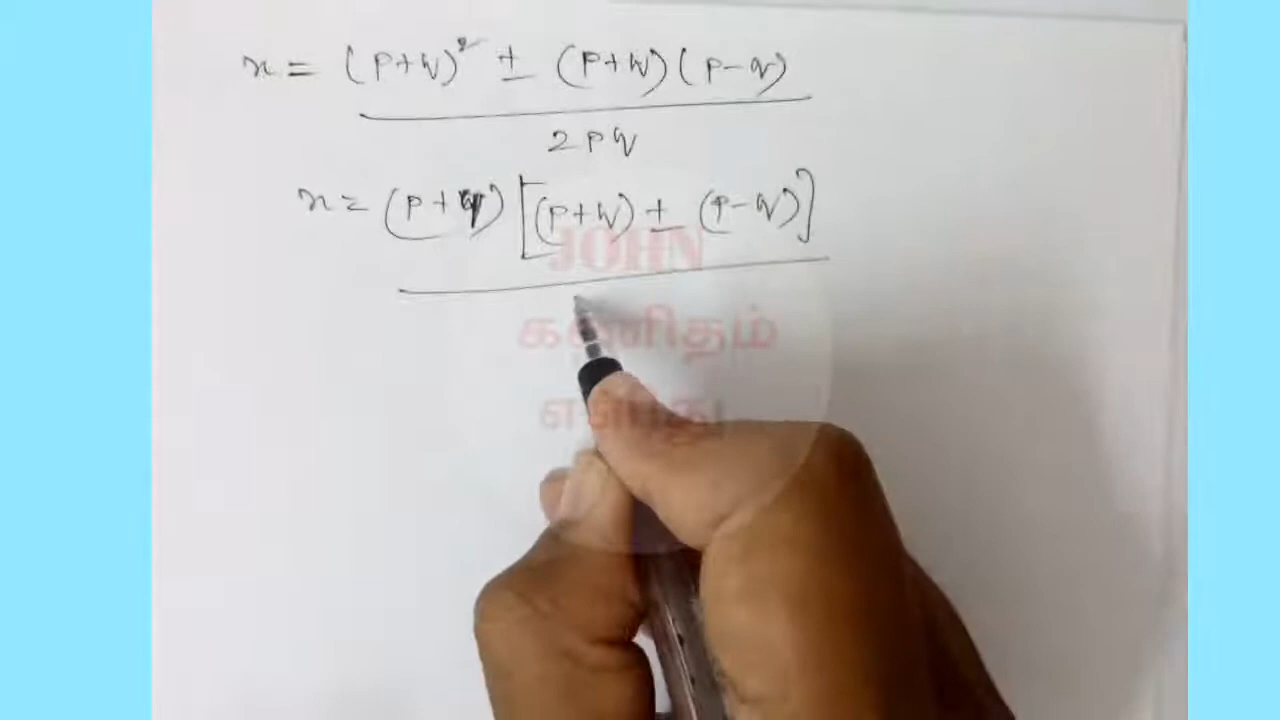 x = (p+q)² ± (p+q)(p-q)
2pq
x = (p+q) [(p+q) ± (p-q)]
JOHN
கணிதம்